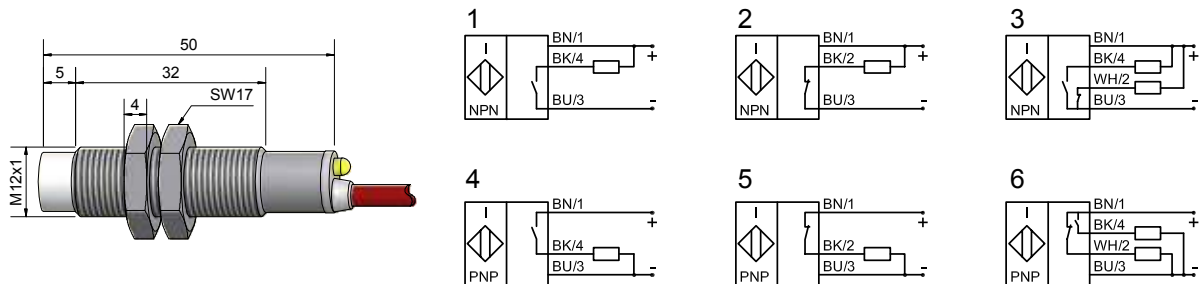 50
5
32
4
SW17
M12x1
1
BN/1
+
BK/4
BU/3
-
I
NPN
2
BN/1
+
BK/2
BU/3
-
I
NPN
3
BN/1
+
BK/4
WH/2
BU/3
-
I
NPN
4
BN/1
+
BK/4
BU/3
-
I
PNP
5
BN/1
+
BK/2
BU/3
-
I
PNP
6
BN/1
+
BK/4
WH/2
BU/3
-
I
PNP